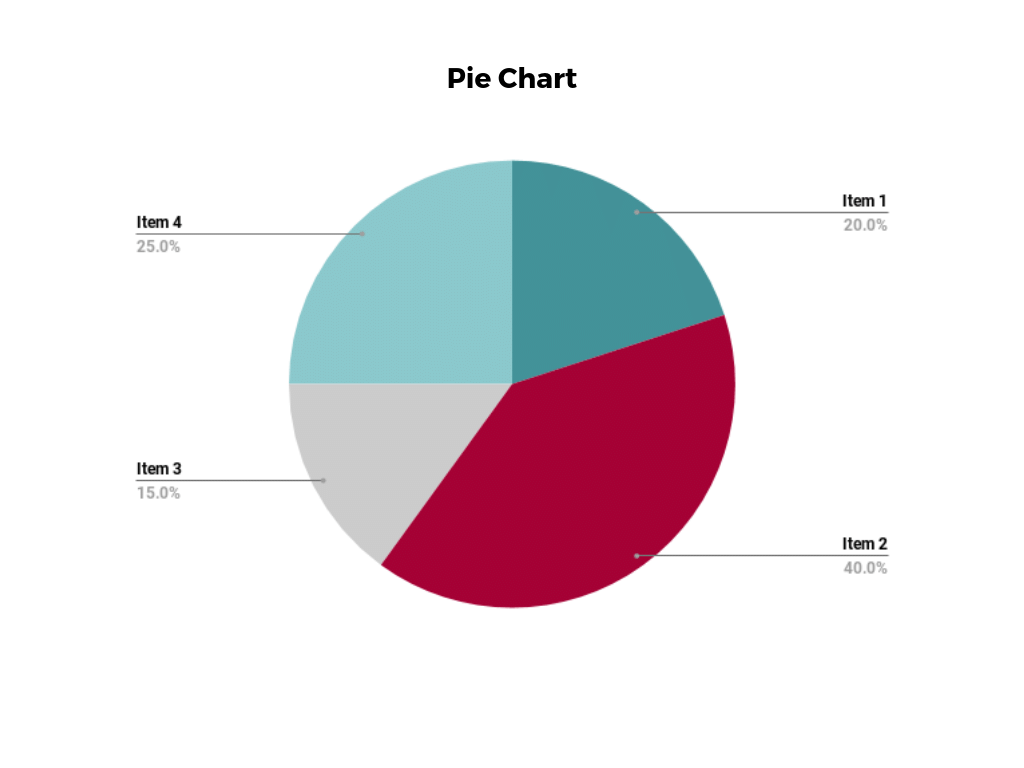 Pie Chart
Item 1
20.0%
Item 4
25.0%
Item 3
15.0%
Item 2
40.0%